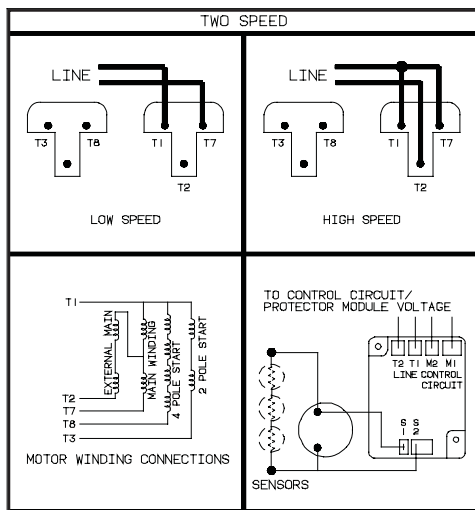 TWO SPEED
LINE
T3 T8 T1 T7
T2
LOW SPEED
LINE
T3 T8 T1 T7
T2
HIGH SPEED
T1
EXTERNAL MAIN
MAIN WINDING
4 POLE START
2 POLE START
T2
T7
T8
T3
MOTOR WINDING CONNECTIONS
TO CONTROL CIRCUIT/
PROTECTOR MODULE VOLTAGE
T2 T1 M2 M1
LINE CONTROL
CIRCUIT
S S
1 2
SENSORS